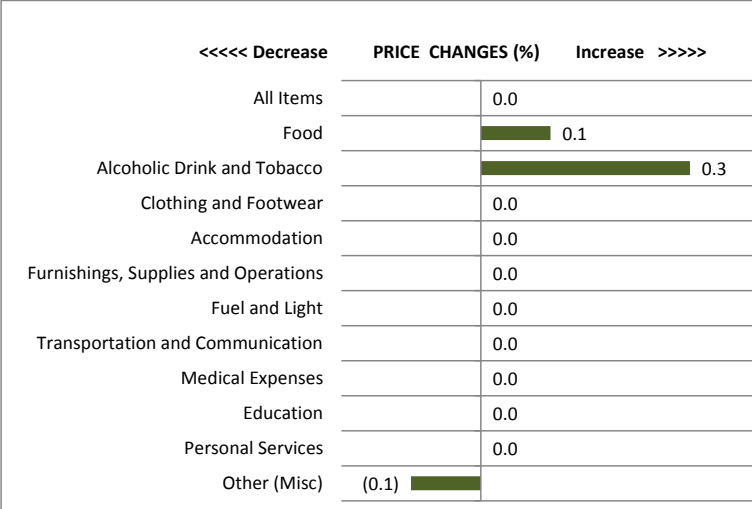 <<<<< Decrease PRICE CHANGES (%) Increase >>>>>
All Items 0.0
Food 0.1
Alcoholic Drink and Tobacco 0.3
Clothing and Footwear 0.0
Accommodation 0.0
Furnishings, Supplies and Operations 0.0
Fuel and Light 0.0
Transportation and Communication 0.0
Medical Expenses 0.0
Education 0.0
Personal Services 0.0
Other (Misc) (0.1)